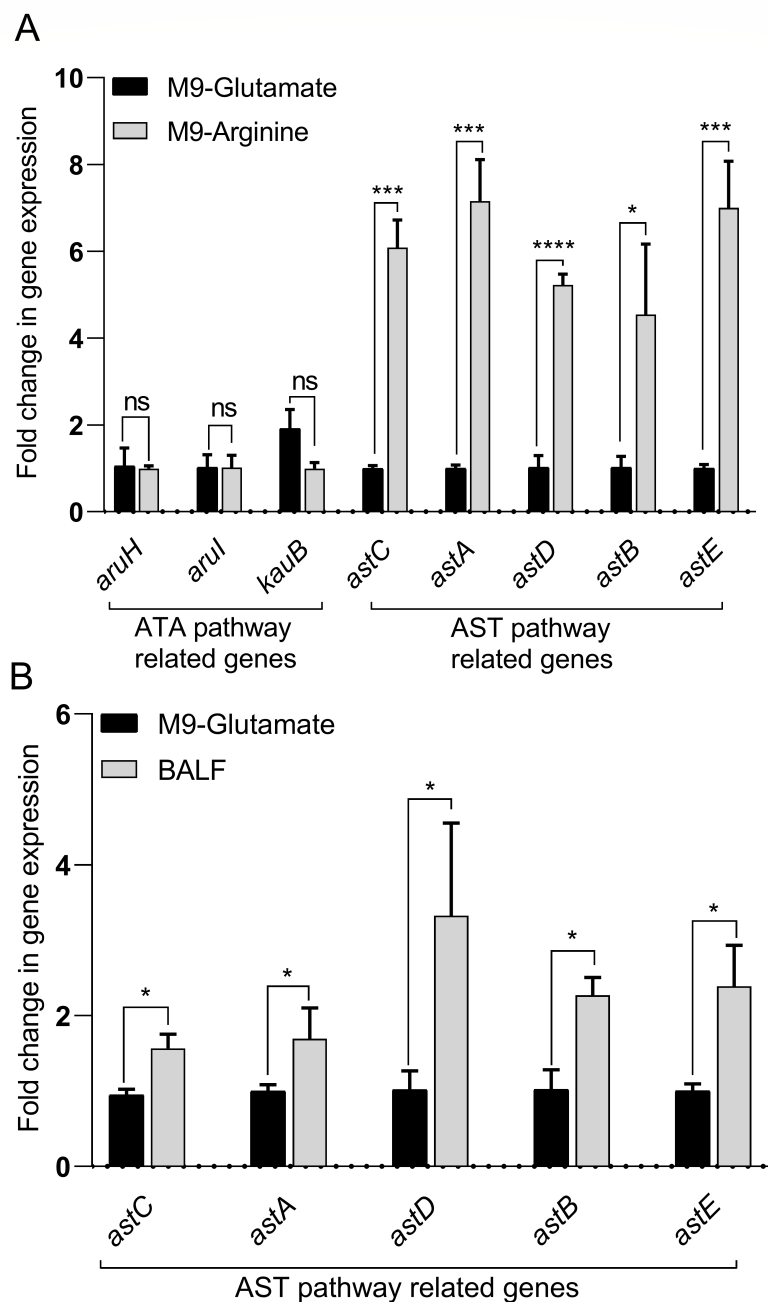 A
10
8
6
4
2
0
Fold change in gene expression
M9-Glutamate
M9-Arginine
ns
ns
ns
***
***
****
*
***
aruH
aruI
kauB
astC
astA
astD
astB
astE
ATA pathway
related genes
AST pathway
related genes
B
6
4
2
0
Fold change in gene expression
M9-Glutamate
BALF
*
*
*
*
*
astC
astA
astD
astB
astE
AST pathway related genes